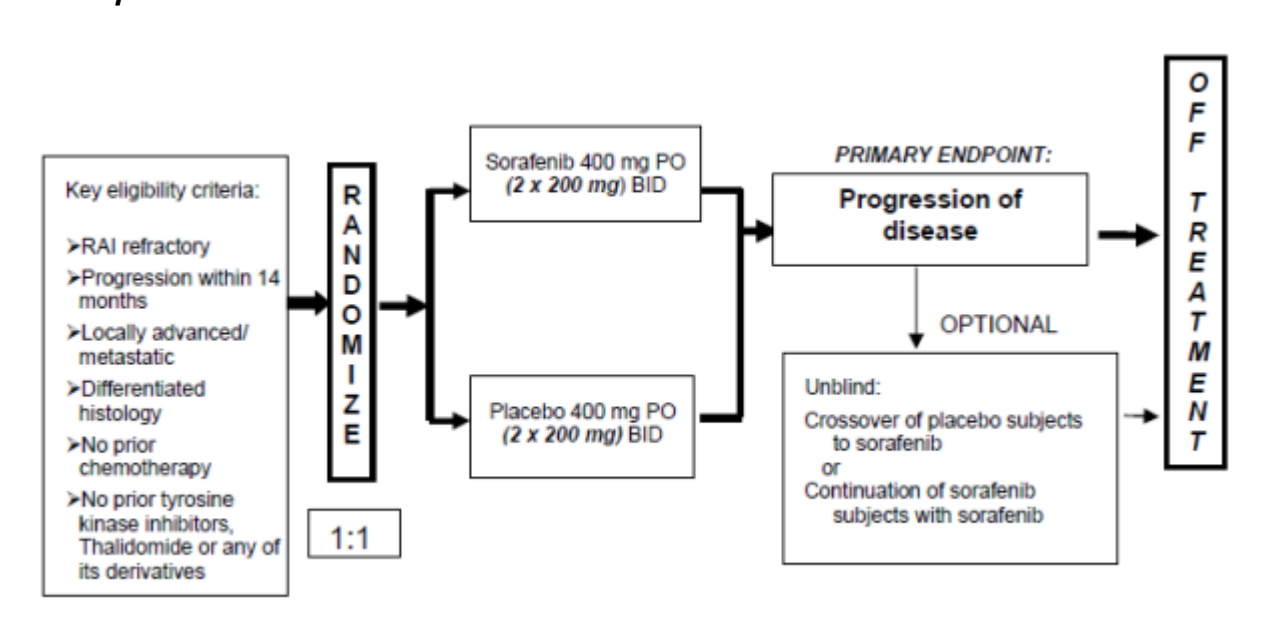 Key eligibility criteria:
➢RAI refractory
➢Progression within 14
months
➢Locally advanced/
metastatic
➢Differentiated
histology
➢No prior
chemotherapy
➢No prior tyrosine
kinase inhibitors,
Thalidomide or any of
its derivatives
RANDOMIZE
1:1
Sorafenib 400 mg PO
(2 x 200 mg) BID
Placebo 400 mg PO
(2 x 200 mg) BID
PRIMARY ENDPOINT:
Progression of
disease
OPTIONAL
Unblind:
Crossover of placebo subjects
to sorafenib
or
Continuation of sorafenib
subjects with sorafenib
OFF TREATMENT